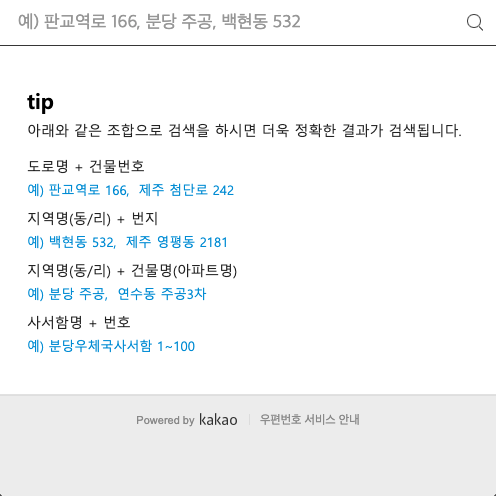 예) 판교역로 166, 분당 주공, 백현동 532
tip
아래와 같은 조합으로 검색을 하시면 더욱 정확한 결과가 검색됩니다.
도로명 + 건물번호
예) 판교역로 166, 제주 첨단로 242
지역명(동/리) + 번지
예) 백현동 532, 제주 영평동 2181
지역명(동/리) + 건물명(아파트명)
예) 분당 주공, 연수동 주공3차
사서함명 + 번호
예) 분당우체국사서함 1~100
Powered by kakao | 우편번호 서비스 안내